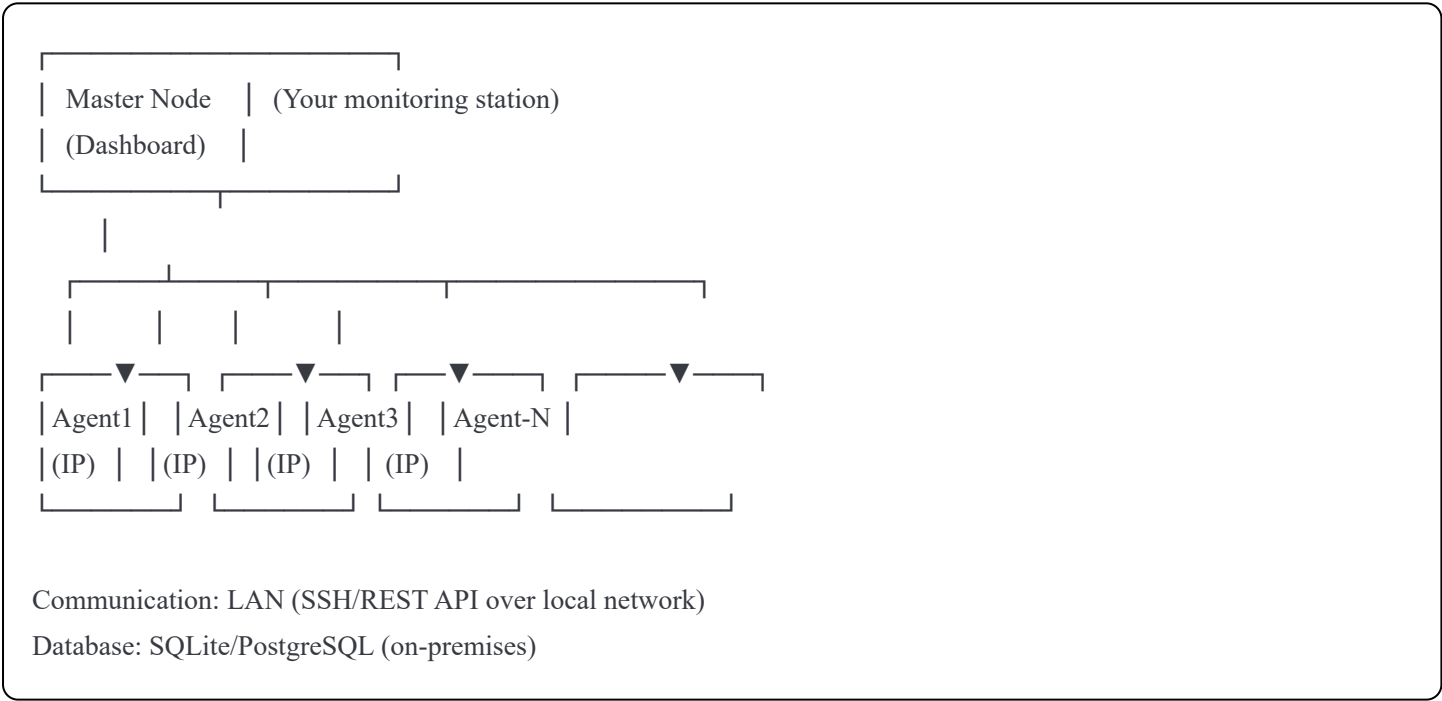 Master Node (Your monitoring station)
(Dashboard)
Agent1 Agent2 Agent3 Agent-N
(IP) (IP) (IP) (IP)
Communication: LAN (SSH/REST API over local network)
Database: SQLite/PostgreSQL (on-premises)